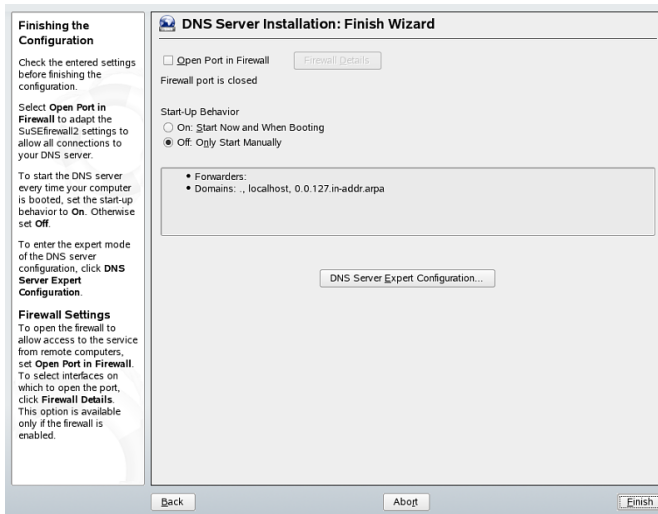 Finishing the
Configuration
Check the entered settings
before finishing the
configuration.
Select Open Port in
Firewall to adapt the
SuSEfirewall2 settings to
allow all connections to
your DNS server.
To start the DNS server
every time your computer
is booted, set the start-up
behavior to On. Otherwise
set Off.
To enter the expert mode
of the DNS server
configuration, click DNS
Server Expert
Configuration.
Firewall Settings
To open the firewall to
allow access to the service
from remote computers,
set Open Port in Firewall.
To select interfaces on
which to open the port,
click Firewall Details.
This option is available
only if the firewall is
enabled.
DNS Server Installation: Finish Wizard
Open Port in Firewall
Firewall Details
Firewall port is closed
Start-Up Behavior
On: Start Now and When Booting
Off: Only Start Manually
• Forwarders:
• Domains: ., localhost, 0.0.127.in-addr.arpa
DNS Server Expert Configuration...
Back
Abort
Finish